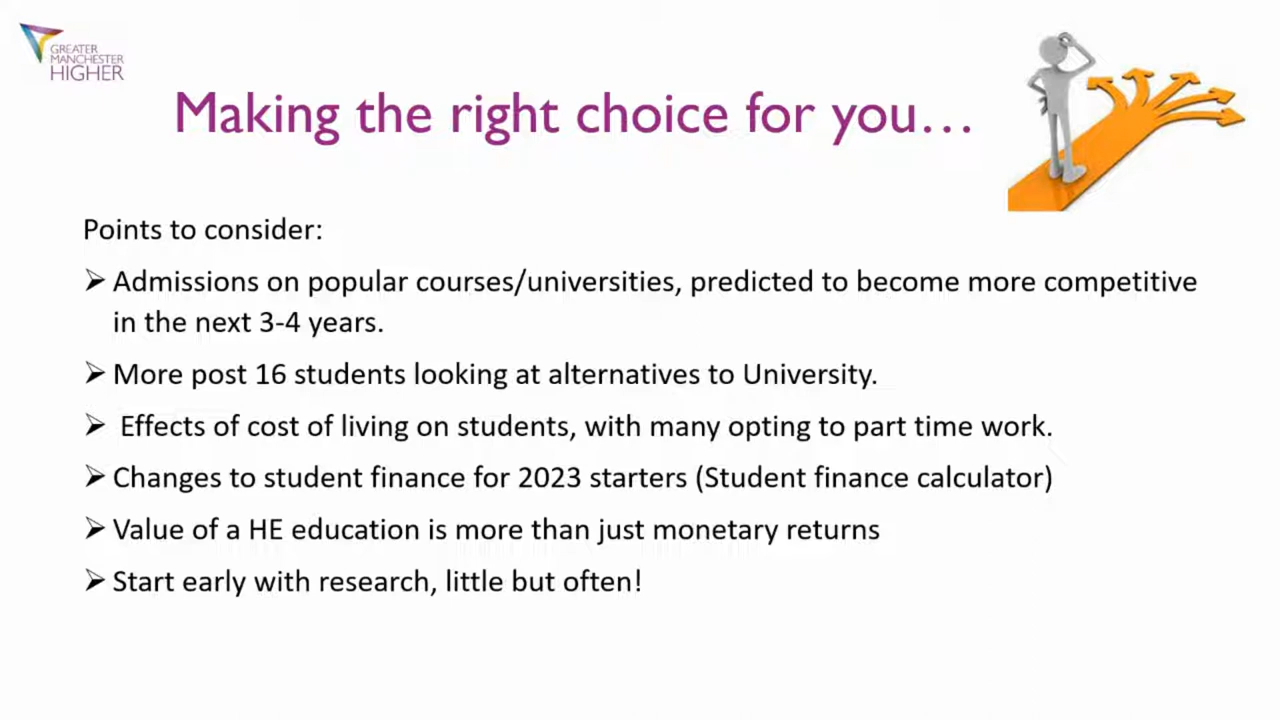 GREATER
MANCHESTER
HIGHER
Making the right choice for you…
Points to consider:
➢ Admissions on popular courses/universities, predicted to become more competitive
in the next 3-4 years.
➢ More post 16 students looking at alternatives to University.
➢ Effects of cost of living on students, with many opting to part time work.
➢ Changes to student finance for 2023 starters (Student finance calculator)
➢ Value of a HE education is more than just monetary returns
➢ Start early with research, little but often!